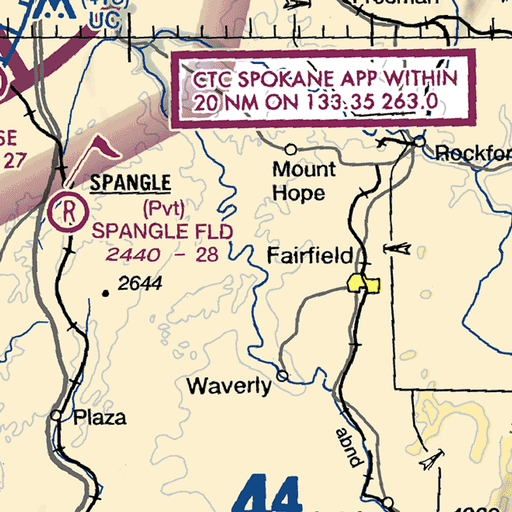 UC
CTC SPOKANE APP WITHIN
20 NM ON 133.35 263.0
SE
27
Mount
Hope
SPANGLE
R
(Pvt)
SPANGLE FLD
2440 - 28
Fairfield
2644
Waverly
Plaza
abnd
44